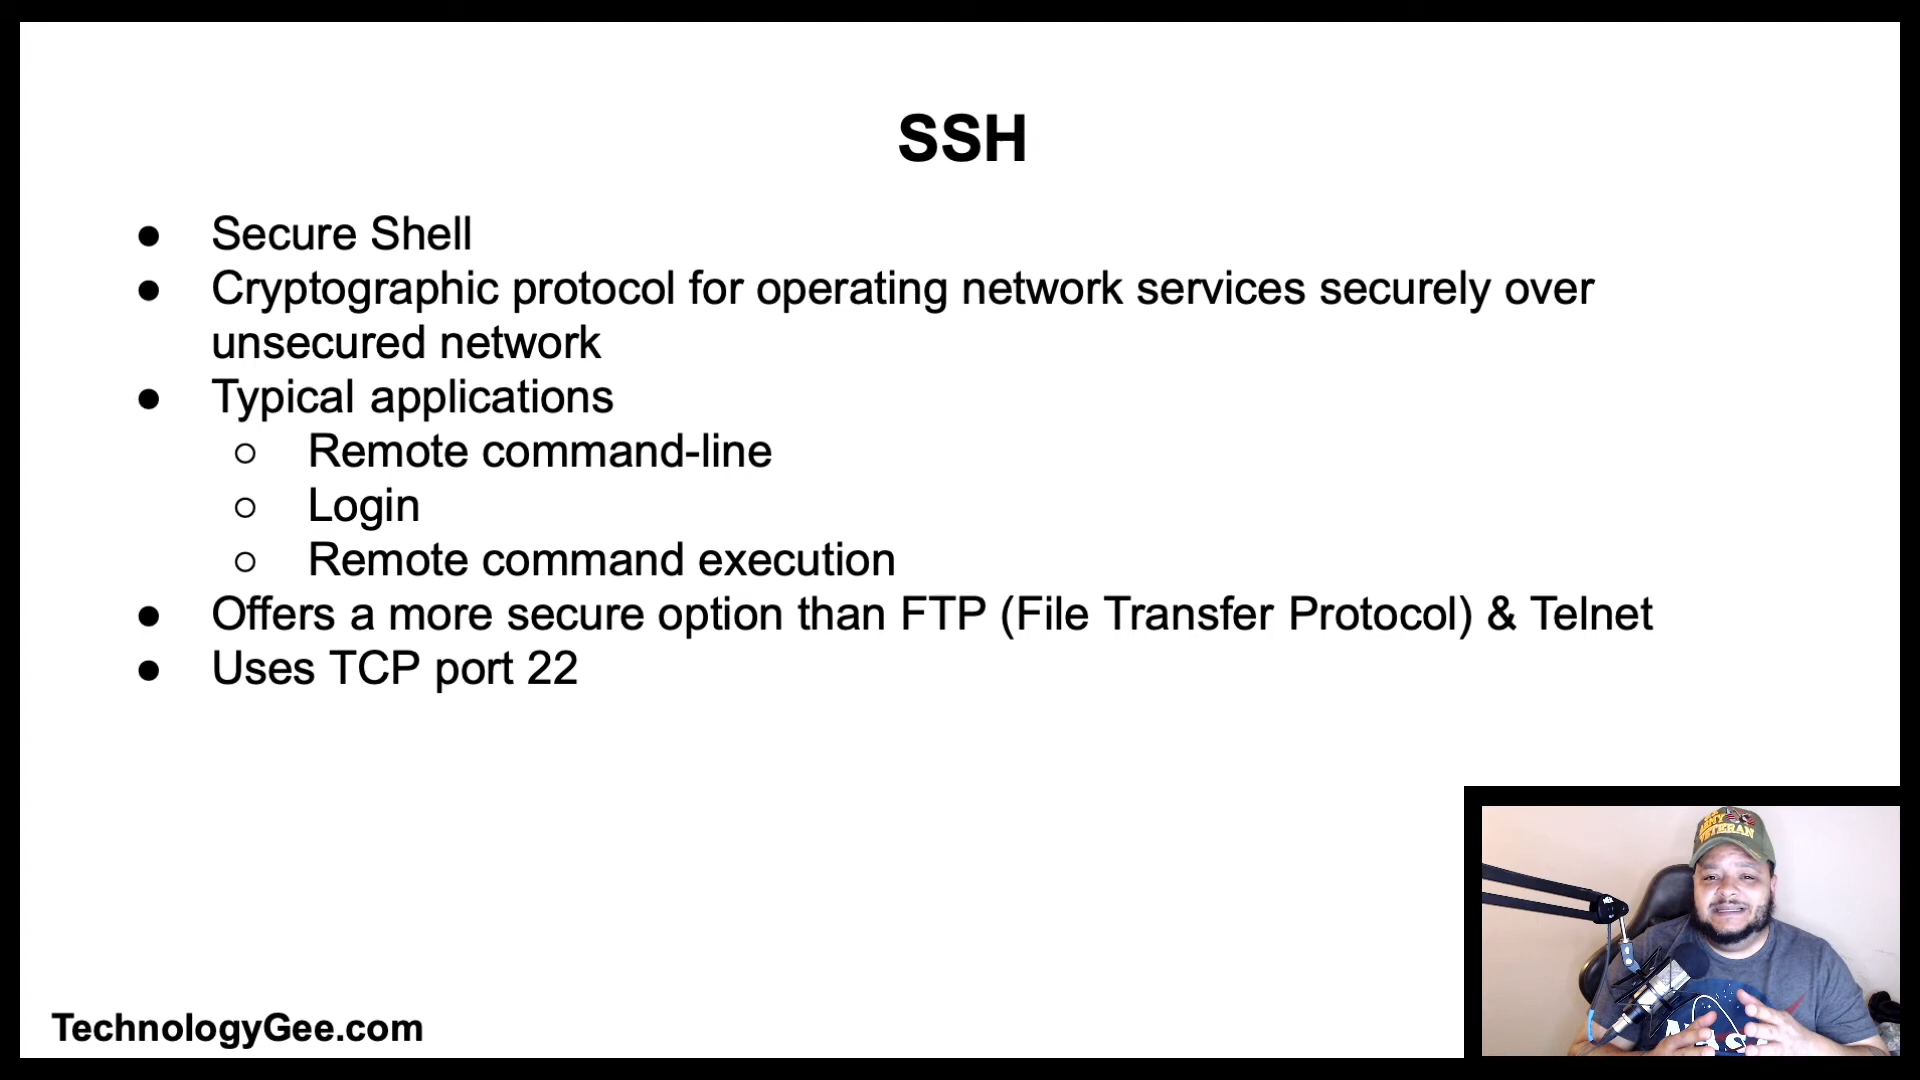 SSH
● Secure Shell
● Cryptographic protocol for operating network services securely over
unsecured network
● Typical applications
○ Remote command-line
○ Login
○ Remote command execution
● Offers a more secure option than FTP (File Transfer Protocol) & Telnet
● Uses TCP port 22
ARMY
VETERAN
TechnologyGee.com